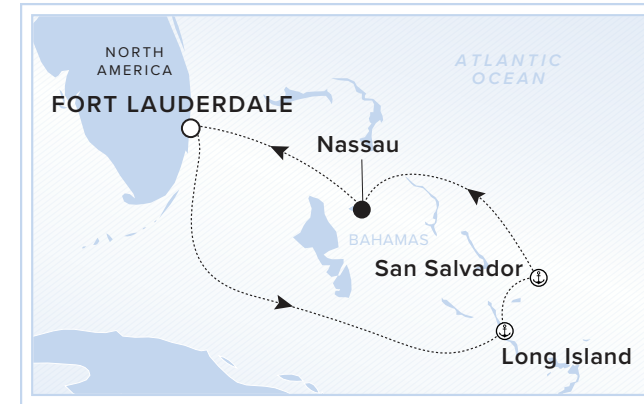 NORTH
AMERICA
ATLANTIC
OCEAN
FORT LAUDERDALE
Nassau
BAHAMAS
San Salvador
Long Island